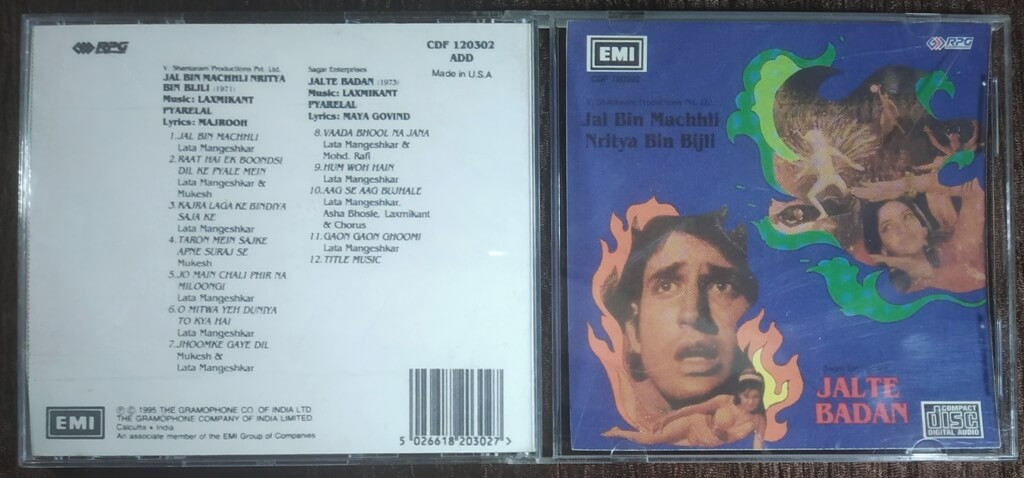 RPG
CDF 120302
ADD
Made in U.S.A
V. Shantaram Productions Pvt. Ltd.
JAL BIN MACHHLI NRITYA
BIN BIJLI (1971)
Music: LAXMIKANT
PYARELAL
Lyrics: MAJROOH
1. JAL BIN MACHHLI
Lata Mangeshkar
2. RAAT HAI EK BOONDSI
DIL KE PYALE MEIN
Lata Mangeshkar &
Mukesh
3. KAJRA LAGA KE BINDIYA
SAJA KE
Lata Mangeshkar
4. TARON MEIN SAJKE
APNE SURAJ SE
Mukesh
5. JO MAIN CHALI PHIR NA
MILOONGI
Lata Mangeshkar
6. O MITWA YEH DUNIYA
TO KYA HAI
Lata Mangeshkar
7. JHOOMKE GAYE DIL
Mukesh &
Lata Mangeshkar
Sagar Enterprises
JALTE BADAN (1973)
Music: LAXMIKANT
PYARELAL
Lyrics: MAYA GOVIND
8. VAADA BHOOL NA JANA
Lata Mangeshkar &
Mohd. Rafi
9. HUM WOH HAIN
Lata Mangeshkar
10. AAG SE AAG BUJHALE
Lata Mangeshkar,
Asha Bhosle, Laxmikant
& Chorus
11. GAON GAON GHOOMI
Lata Mangeshkar
12. TITLE MUSIC
EMI
℗ © 1995 THE GRAMOPHONE CO. OF INDIA LTD
THE GRAMOPHONE COMPANY OF INDIA LIMITED.
Calcutta • India
An associate member of the EMI Group of Companies
5 026618 203027 >
EMI
CDF 120302
RPG
V. Shantaram Productions Pvt. Ltd.
Jal Bin Machhli
Nritya Bin Bijli
Sagar
JALTE
BADAN
COMPACT
disc
DIGITAL AUDIO